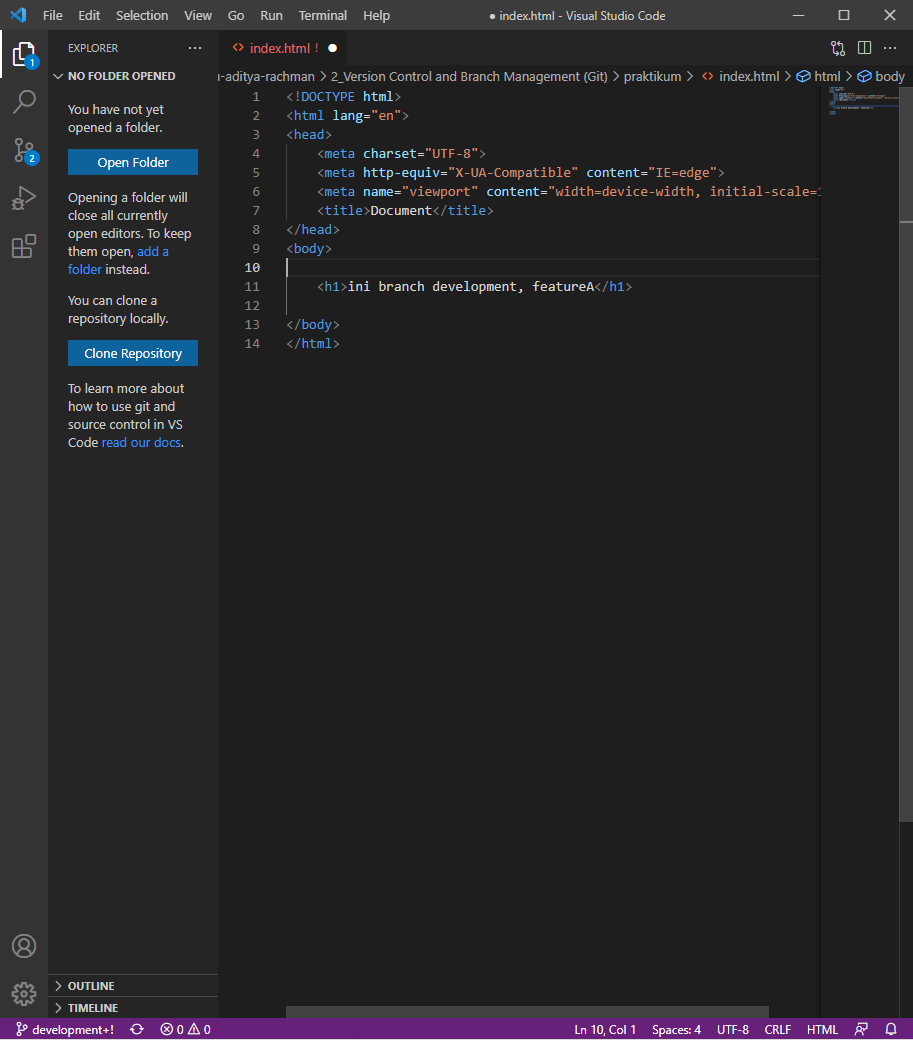 File Edit Selection View Go Run Terminal Help ● index.html - Visual Studio Code
EXPLORER ···
index.html ! ●
NO FOLDER OPENED
u-aditya-rachman > 2_Version Control and Branch Management (Git) > praktikum > index.html > html > body
1
2
You have not yet
opened a folder.
Open Folder
Opening a folder will
close all currently
open editors. To keep
them open, add a
folder instead.
You can clone a
repository locally.
Clone Repository
To learn more about
how to use git and
source control in VS
Code read our docs.
1 <!DOCTYPE html>
2 <html lang="en">
3 <head>
4 <meta charset="UTF-8">
5 <meta http-equiv="X-UA-Compatible" content="IE=edge">
6 <meta name="viewport" content="width=device-width, initial-scale=
7 <title>Document</title>
8 </head>
9 <body>
10
11 <h1>ini branch development, featureA</h1>
12
13 </body>
14 </html>
OUTLINE
TIMELINE
development+! 0 0 Ln 10, Col 1 Spaces: 4 UTF-8 CRLF HTML